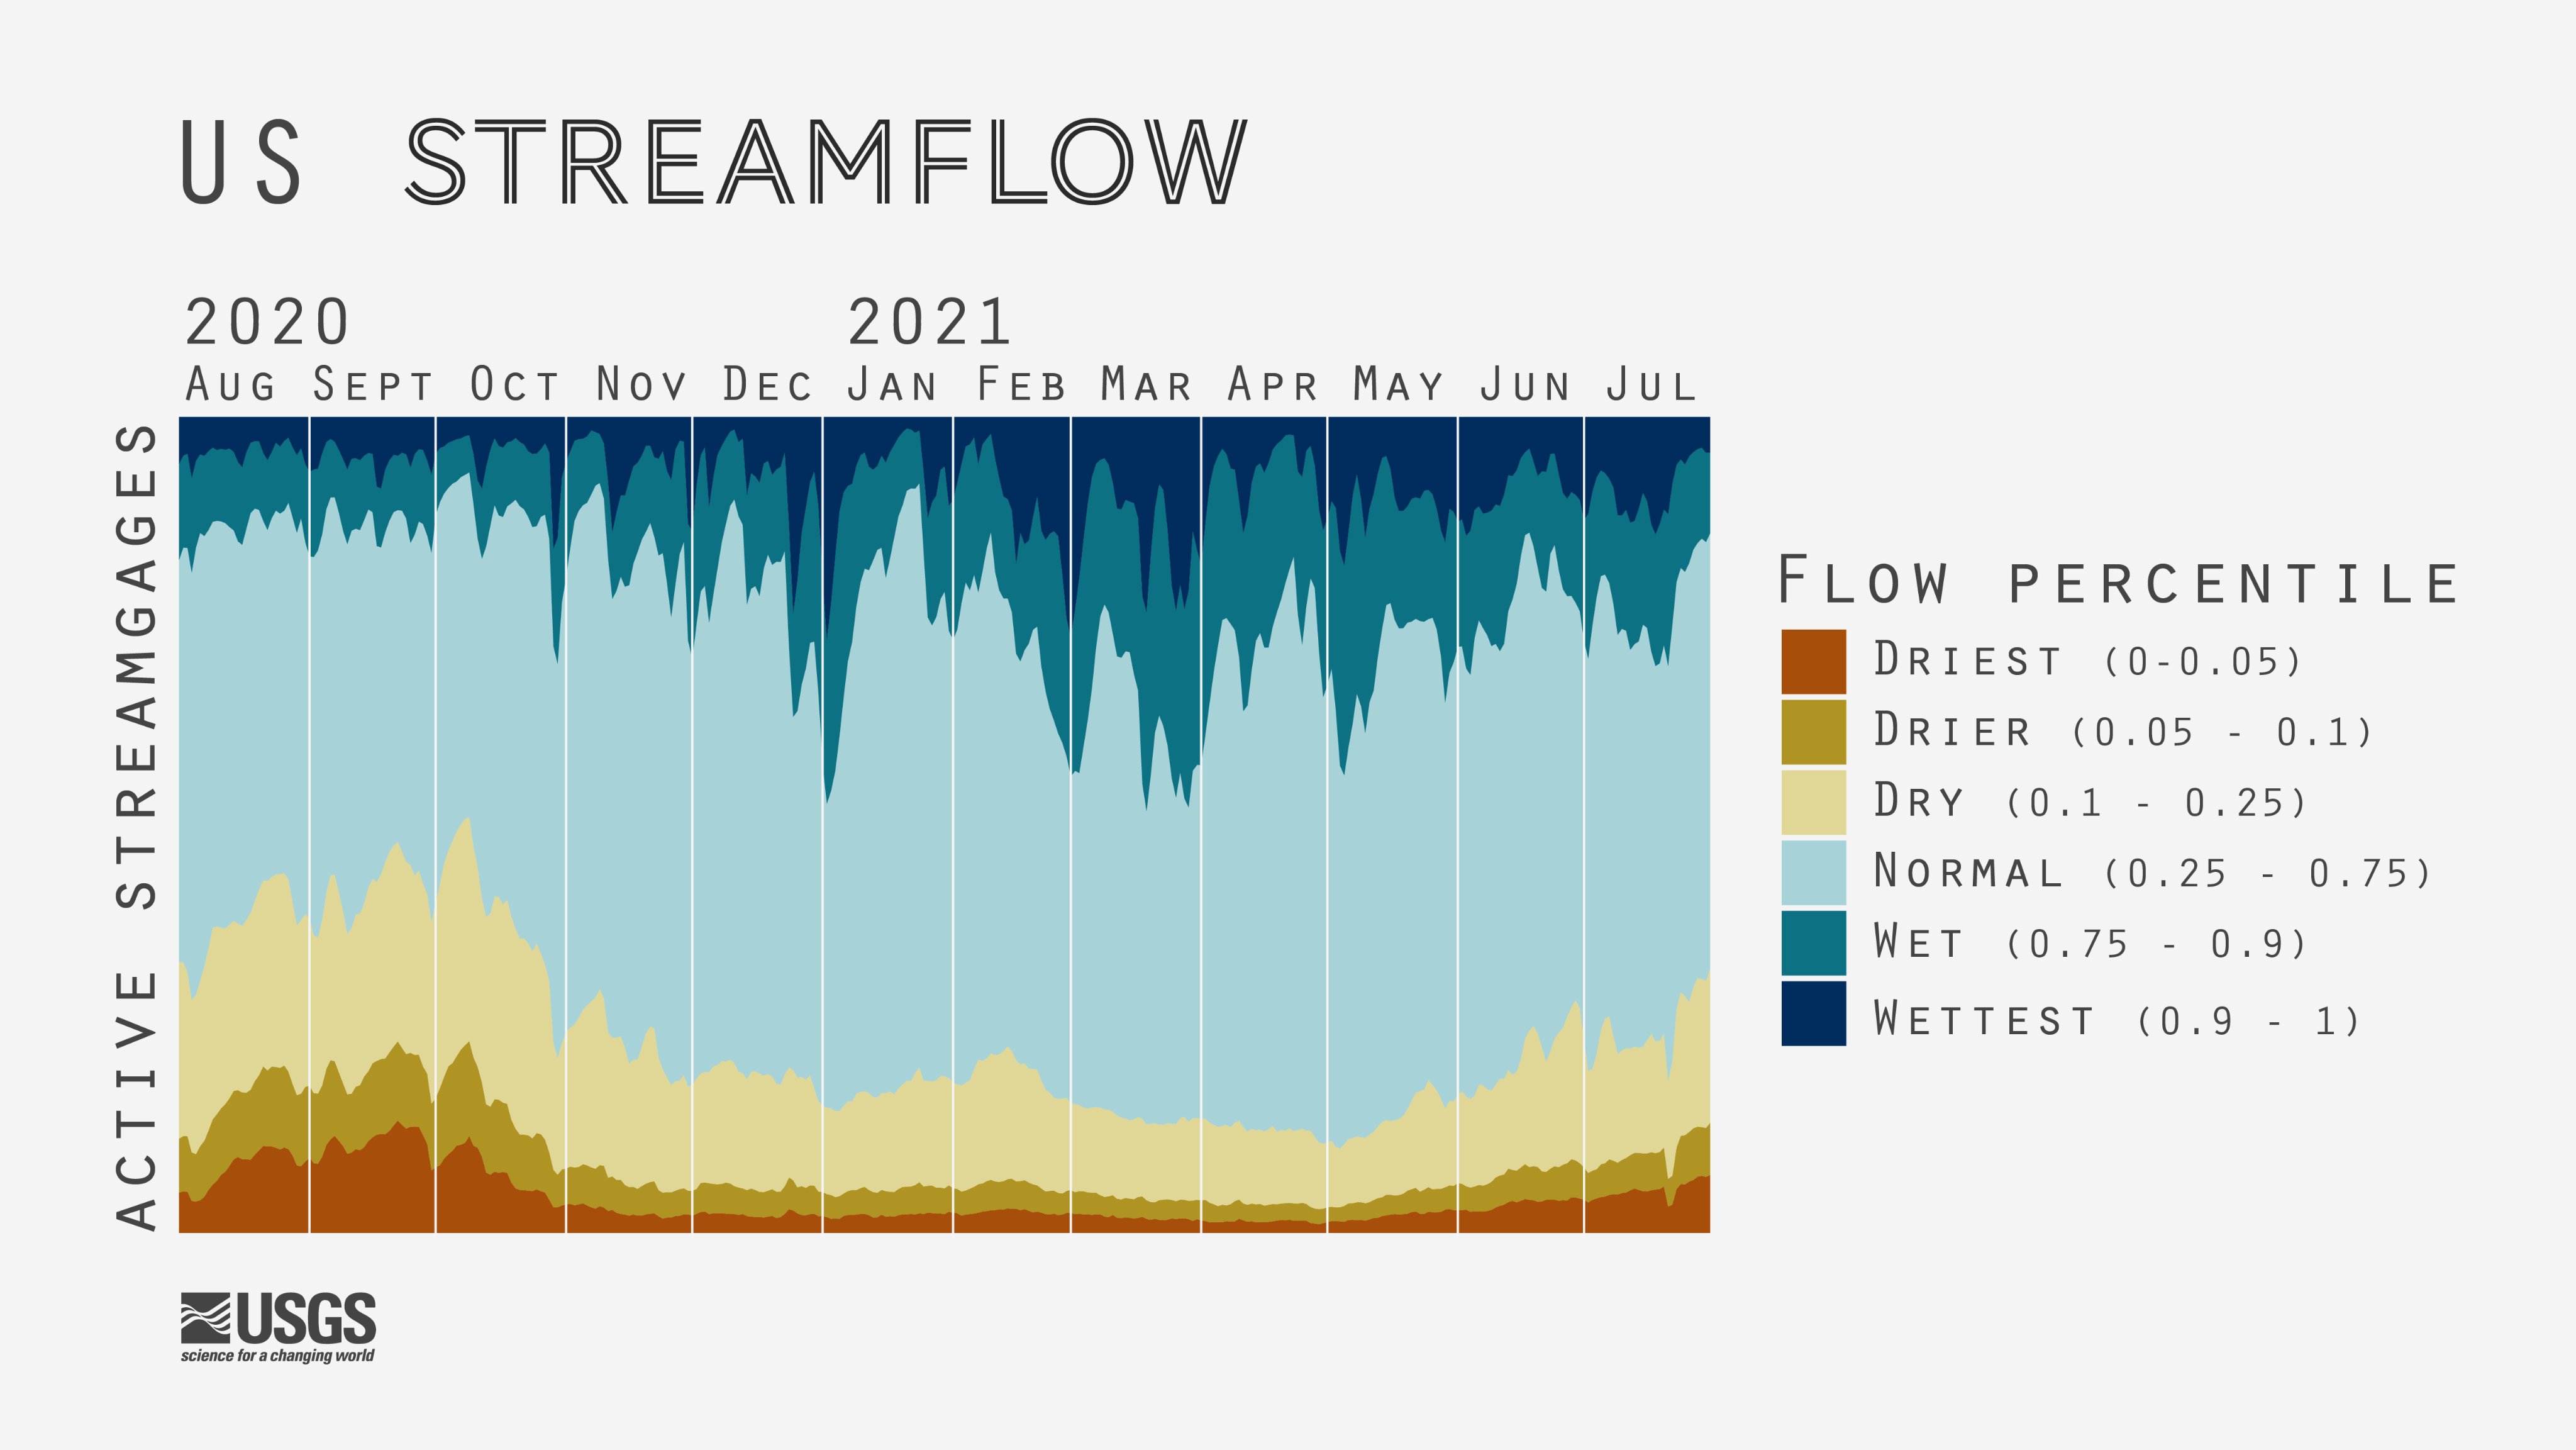 US STREAMFLOW
2020 2021
Aug Sept Oct Nov Dec Jan Feb Mar Apr May Jun Jul
Active streamgages
Flow percentile
Driest (0-0.05)
Drier (0.05 - 0.1)
Dry (0.1 - 0.25)
Normal (0.25 - 0.75)
Wet (0.75 - 0.9)
Wettest (0.9 - 1)
USGS
science for a changing world